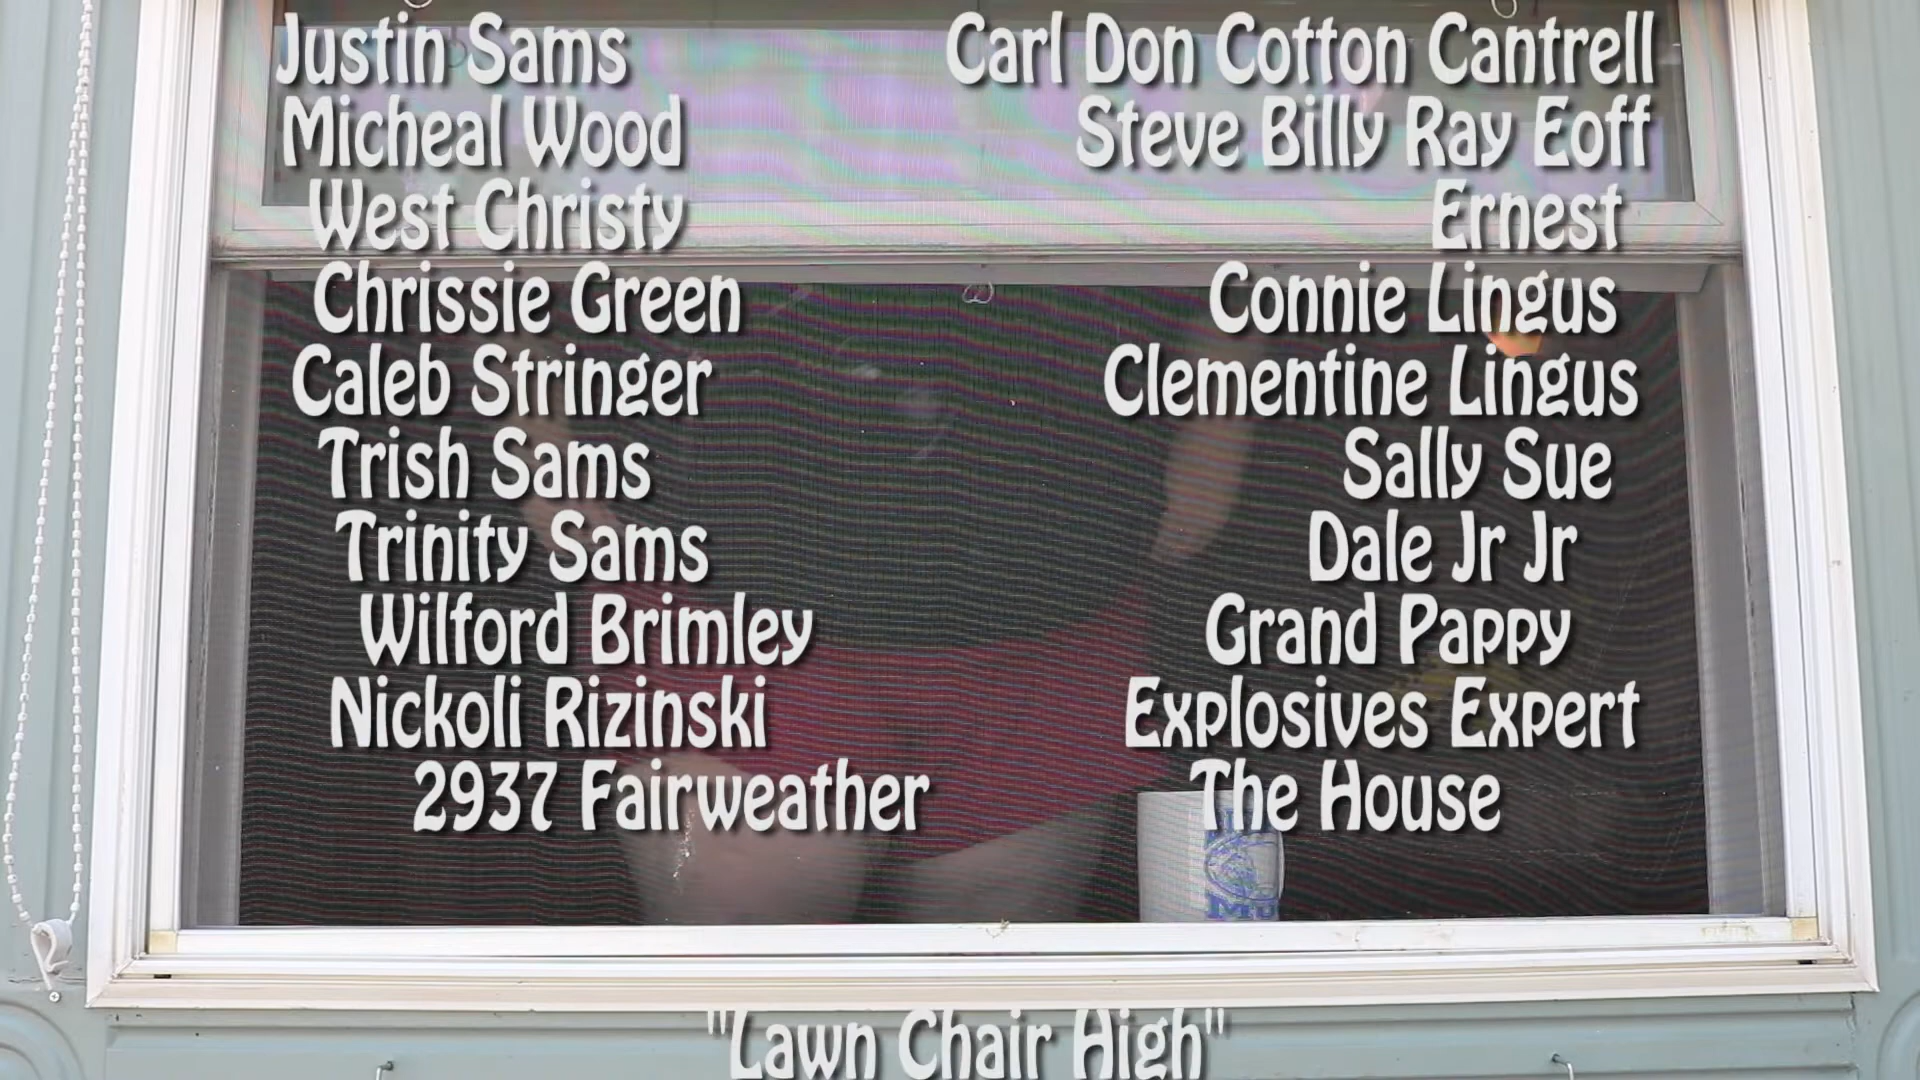 Justin Sams Carl Don Cotton Cantrell
Micheal Wood Steve Billy Ray Eoff
West Christy Ernest
Chrissie Green Connie Lingus
Caleb Stringer Clementine Lingus
Trish Sams Sally Sue
Trinity Sams Dale Jr Jr
Wilford Brimley Grand Pappy
Nickoli Rizinski Explosives Expert
2937 Fairweather The House
"Lawn Chair High"